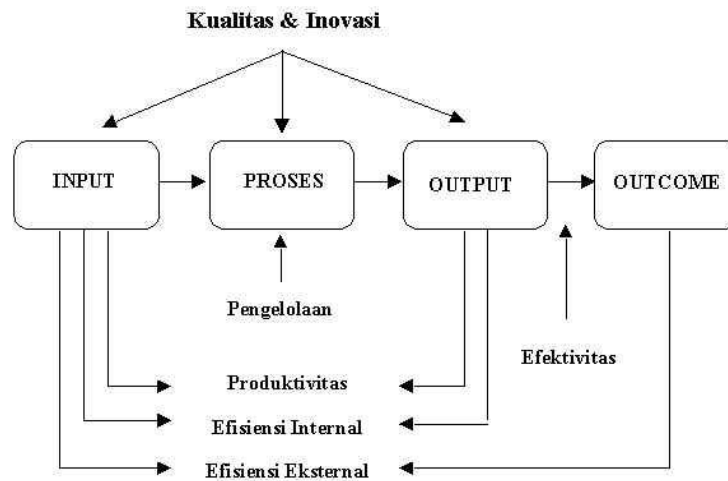 Kualitas & Inovasi
INPUT
PROSES
OUTPUT
OUTCOME
Pengelolaan
Efektivitas
Produktivitas
Efisiensi Internal
Efisiensi Eksternal